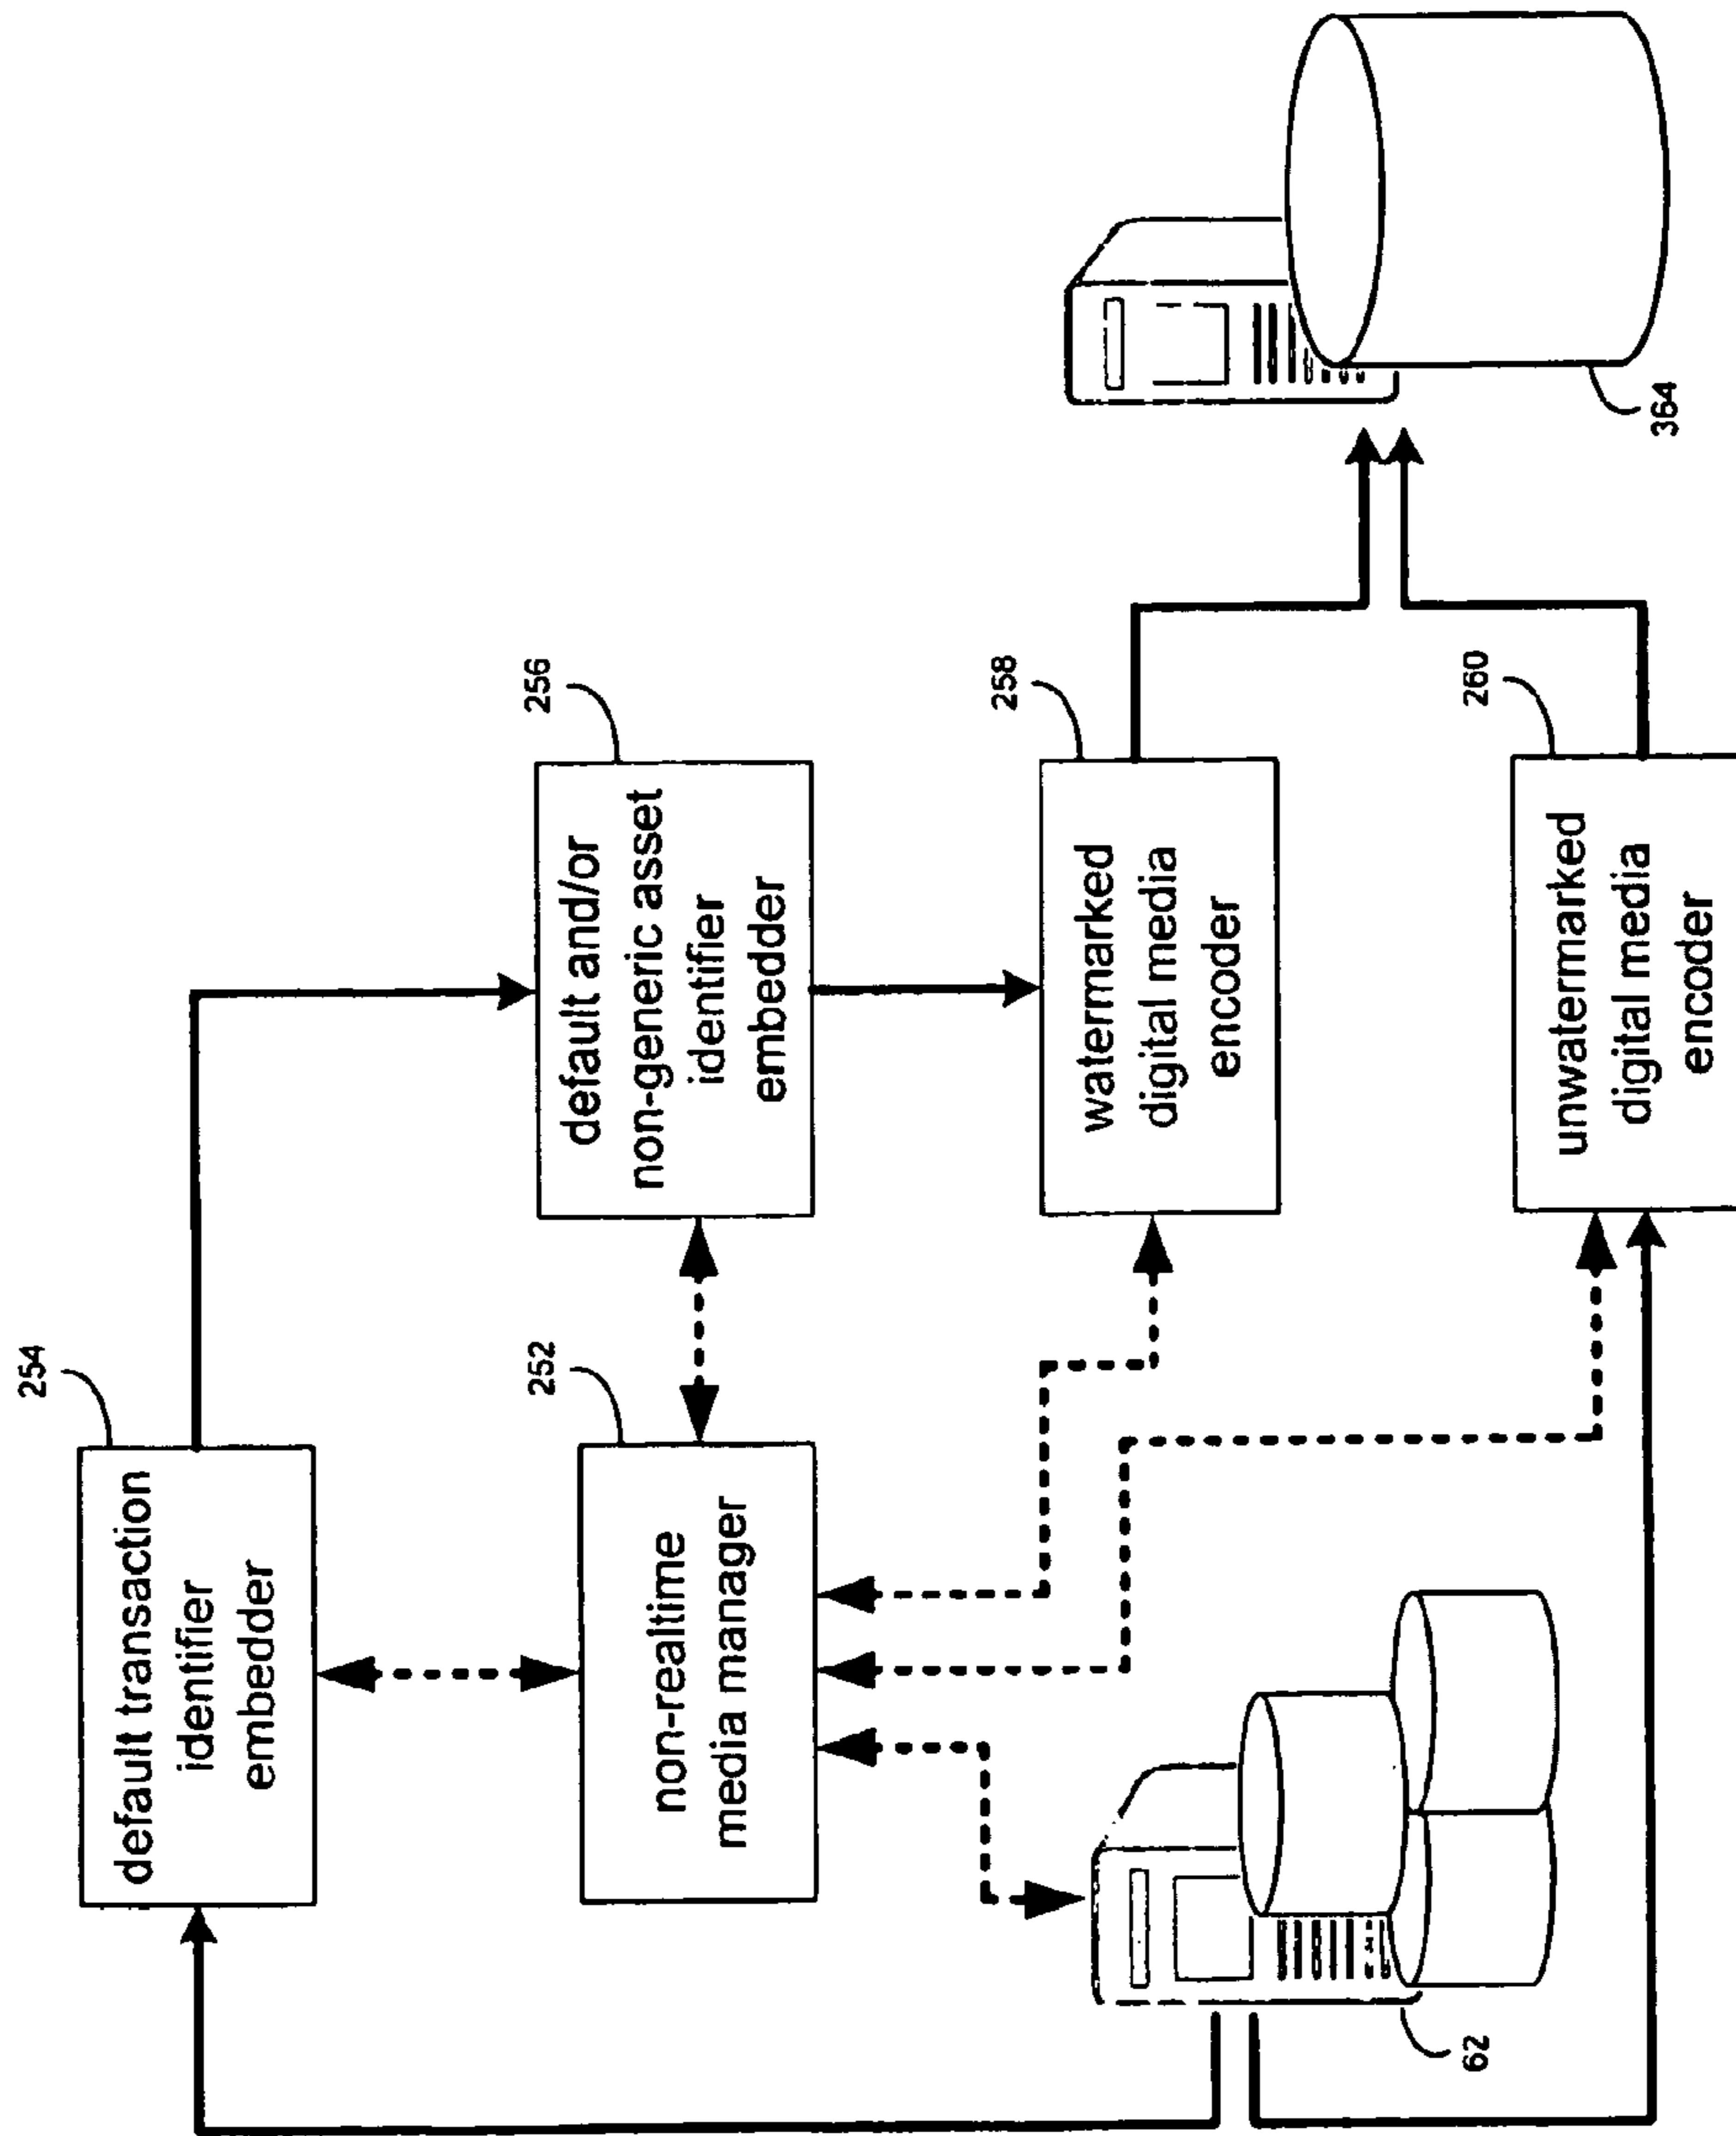 254
default transaction
identifier
embedder
256
default and/or
non-generic asset
identifier
embedder
252
non-realtime
media manager
258
watermarked
digital media
encoder
260
unwatermarked
digital media
encoder
62
364